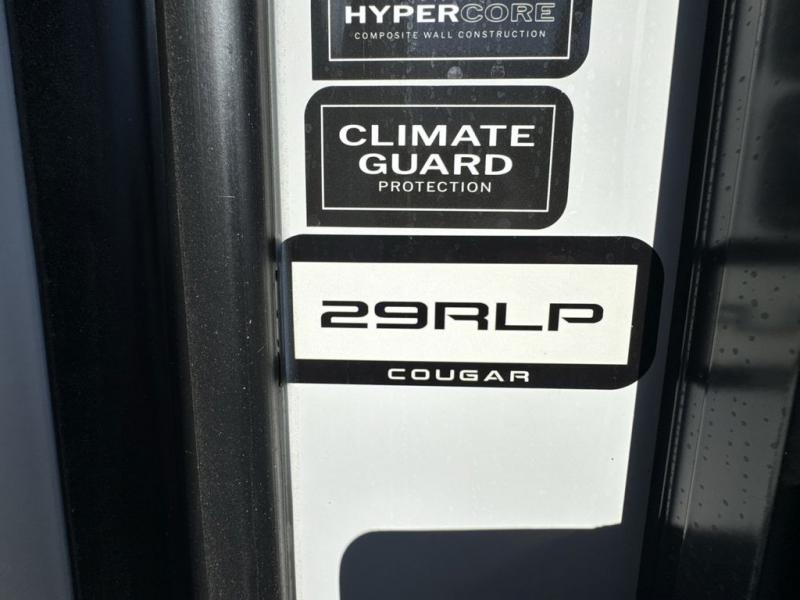 HYPERCORE
COMPOSITE WALL CONSTRUCTION
CLIMATE
GUARD
PROTECTION
29RLP
COUGAR